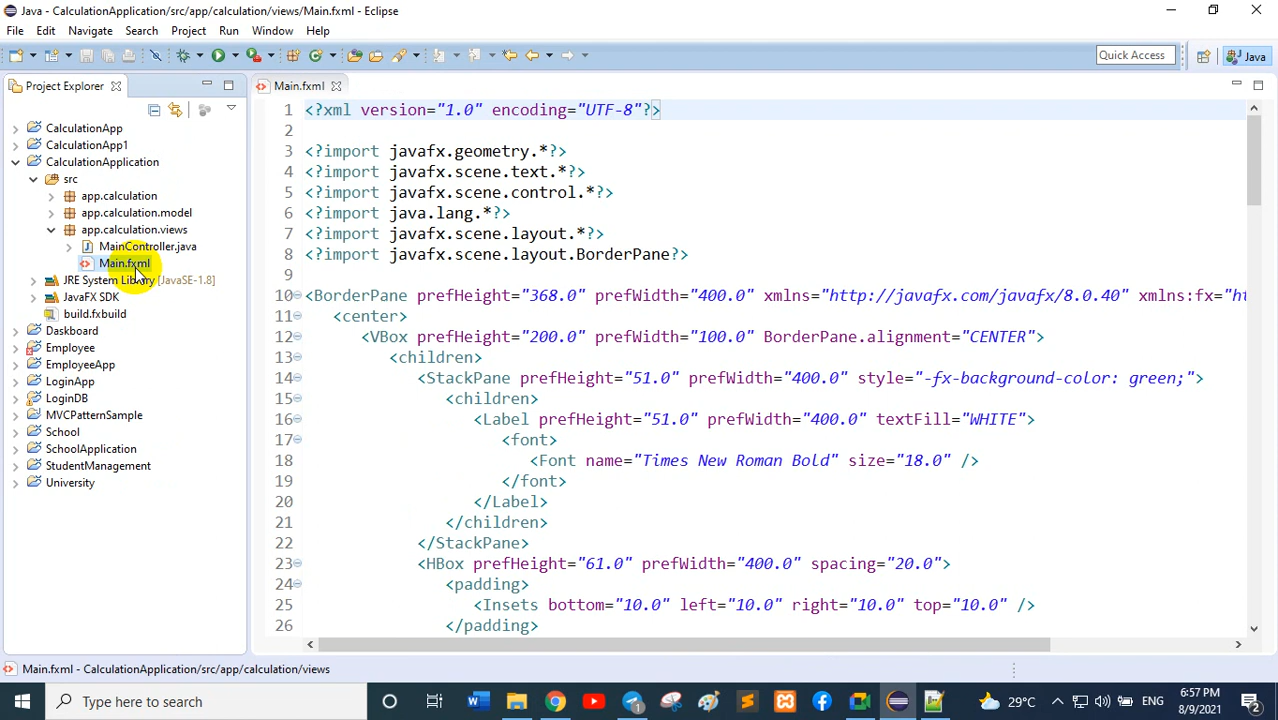 Java - CalculationApplication/src/app/calculation/views/Main.fxml - Eclipse
File Edit Navigate Search Project Run Window Help
Quick Access
Java
Project Explorer
Main.fxml
CalculationApp
CalculationApp1
CalculationApplication
src
app.calculation
app.calculation.model
app.calculation.views
MainController.java
Main.fxml
JRE System Library [JavaSE-1.8]
JavaFX SDK
build.fxbuild
Daskboard
Employee
EmployeeApp
LoginApp
LoginDB
MVCPatternSample
School
SchoolApplication
StudentManagement
University
1 <?xml version="1.0" encoding="UTF-8"?>
2
3 <?import javafx.geometry.*?>
4 <?import javafx.scene.text.*?>
5 <?import javafx.scene.control.*?>
6 <?import java.lang.*?>
7 <?import javafx.scene.layout.*?>
8 <?import javafx.scene.layout.BorderPane?>
9
10 <BorderPane prefHeight="368.0" prefWidth="400.0" xmlns="http://javafx.com/javafx/8.0.40" xmlns:fx="ht
11 <center>
12 <VBox prefHeight="200.0" prefWidth="100.0" BorderPane.alignment="CENTER">
13 <children>
14 <StackPane prefHeight="51.0" prefWidth="400.0" style="-fx-background-color: green;">
15 <children>
16 <Label prefHeight="51.0" prefWidth="400.0" textFill="WHITE">
17 <font>
18 <Font name="Times New Roman Bold" size="18.0" />
19 </font>
20 </Label>
21 </children>
22 </StackPane>
23 <HBox prefHeight="61.0" prefWidth="400.0" spacing="20.0">
24 <padding>
25 <Insets bottom="10.0" left="10.0" right="10.0" top="10.0" />
26 </padding>
Main.fxml - CalculationApplication/src/app/calculation/views
Type here to search
29°C
ENG
6:57 PM
8/9/2021
2